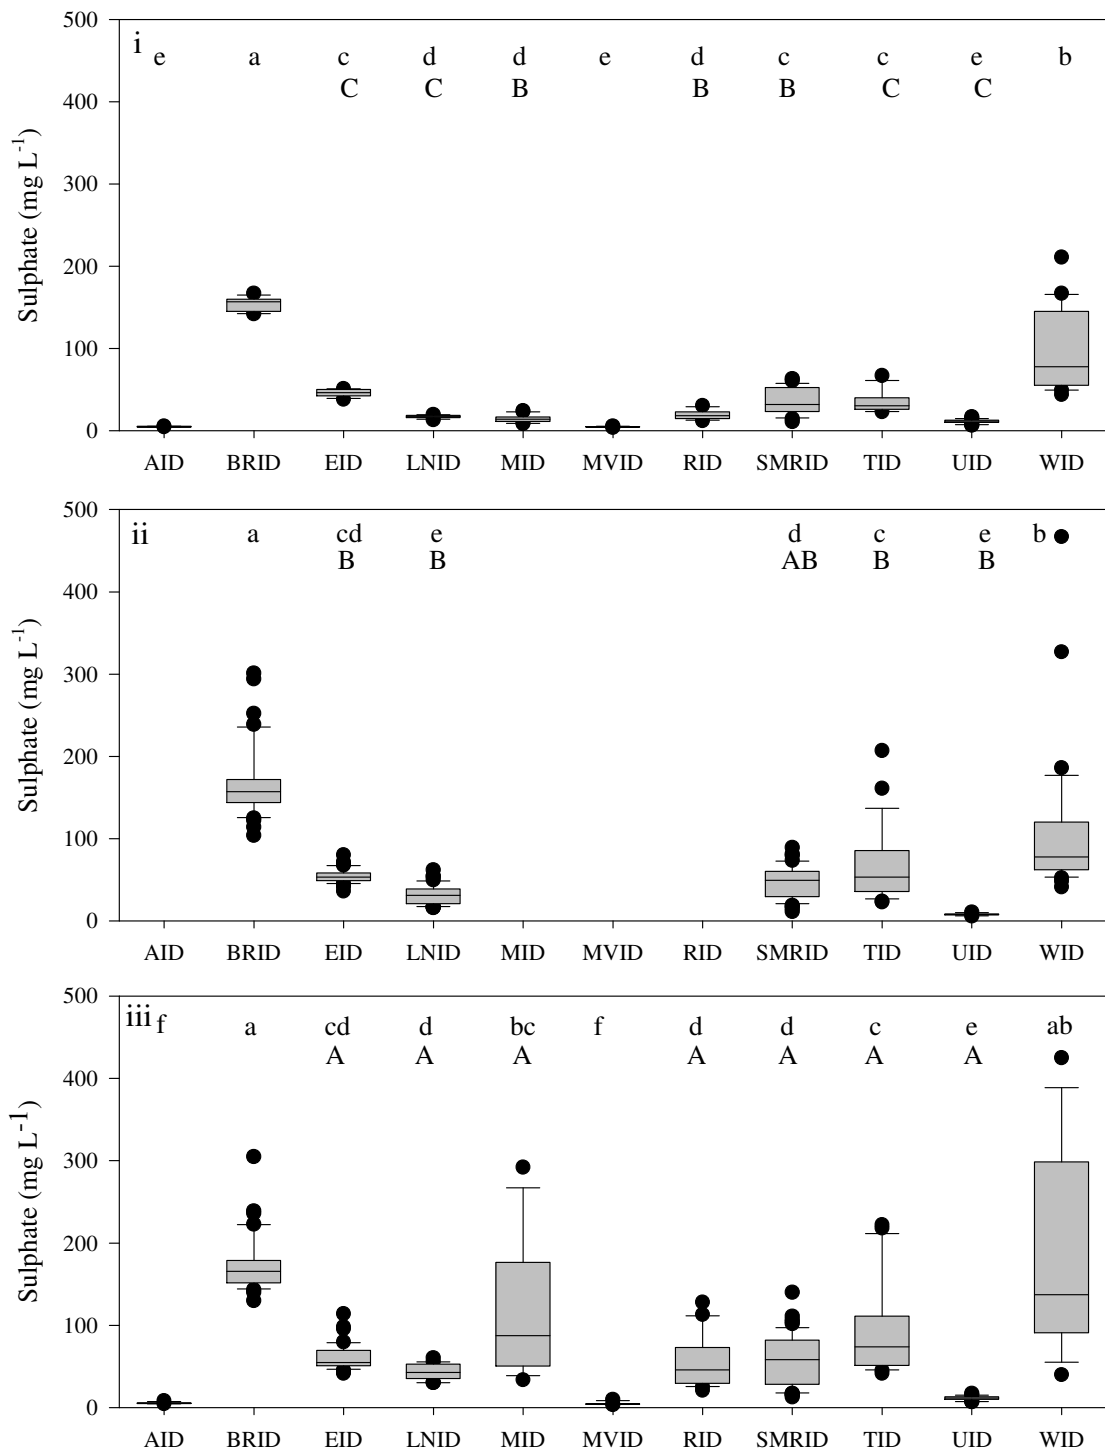 500
i
e a c d d e d c c e b
C C B B B C C
400
300
200
100
0
Sulphate (mg L-1)
AID BRID EID LNID MID MVID RID SMRID TID UID WID
500
ii
a cd e d c e b
B B AB B B
400
300
200
100
0
Sulphate (mg L-1)
AID BRID EID LNID MID MVID RID SMRID TID UID WID
500
iii f a cd d bc f d d c e ab
A A A A A A A
400
300
200
100
0
Sulphate (mg L-1)
AID BRID EID LNID MID MVID RID SMRID TID UID WID